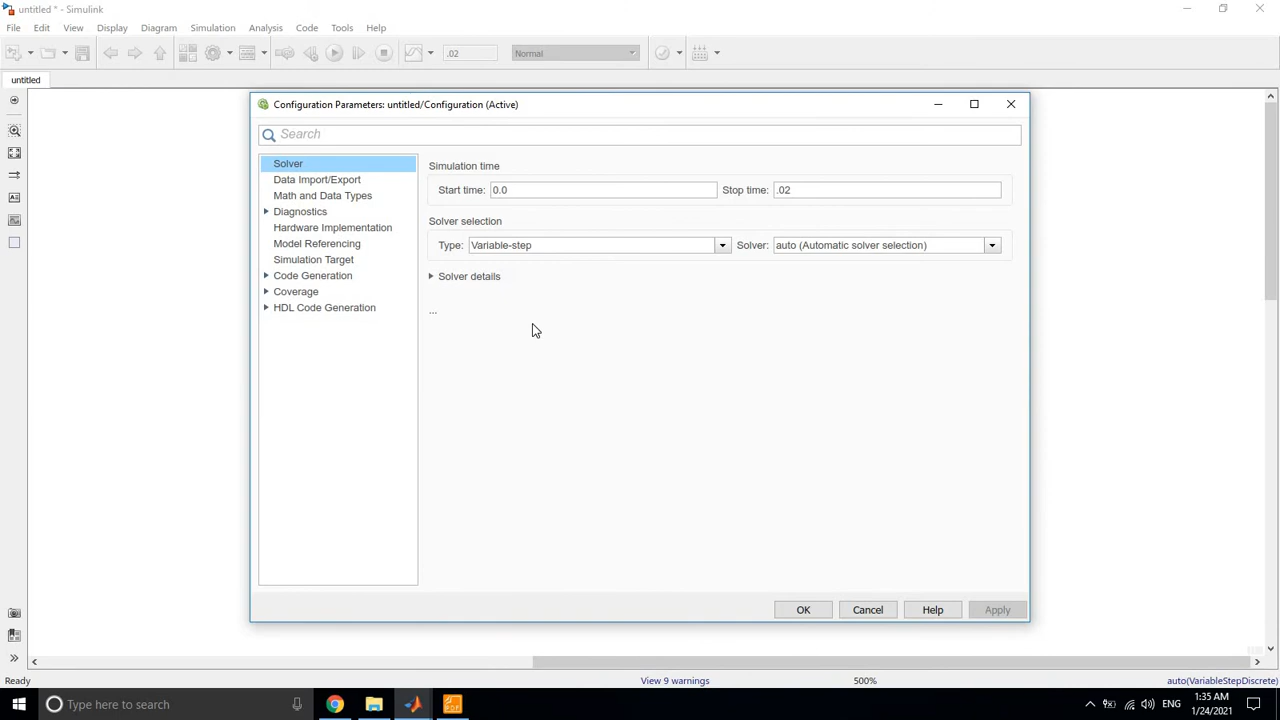 untitled * - Simulink
File Edit View Display Diagram Simulation Analysis Code Tools Help
.02 Normal
untitled
Configuration Parameters: untitled/Configuration (Active)
Search
Solver
Data Import/Export
Math and Data Types
Diagnostics
Hardware Implementation
Model Referencing
Simulation Target
Code Generation
Coverage
HDL Code Generation
Simulation time
Start time: 0.0 Stop time: .02
Solver selection
Type: Variable-step Solver: auto (Automatic solver selection)
Solver details
...
OK Cancel Help Apply
Ready View 9 warnings 500% auto(VariableStepDiscrete)
Type here to search
ENG
1:35 AM
1/24/2021